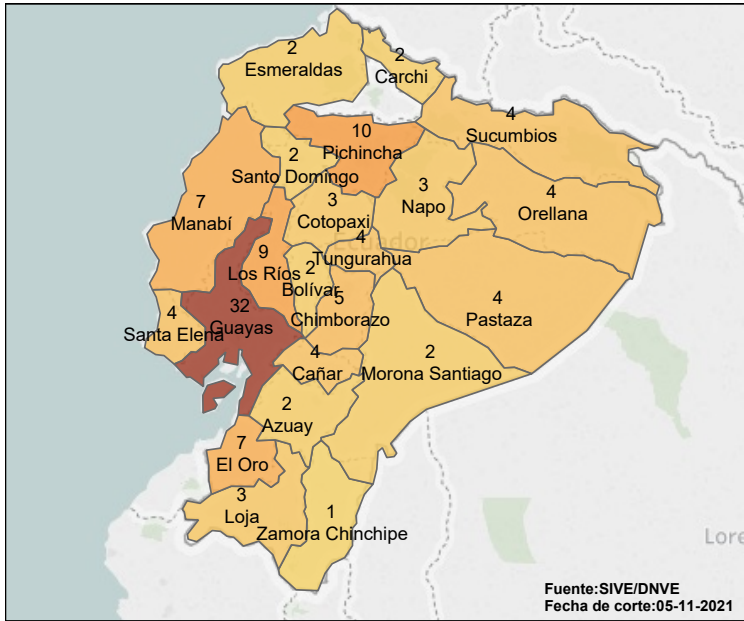 2
Esmeraldas
2
Carchi
4
Sucumbios
10
Pichincha
2
Santo Domingo
3
Napo
4
Orellana
7
Manabí
3
Cotopaxi
Ecuador
4
Tungurahua
9
Los Ríos
2
Bolívar
5
Chimborazo
4
Pastaza
4
Santa Elena
32
Guayas
4
Cañar
2
Morona Santiago
2
Azuay
7
El Oro
3
Loja
1
Zamora Chinchipe
Lore
Fuente:SIVE/DNVE
Fecha de corte:05-11-2021